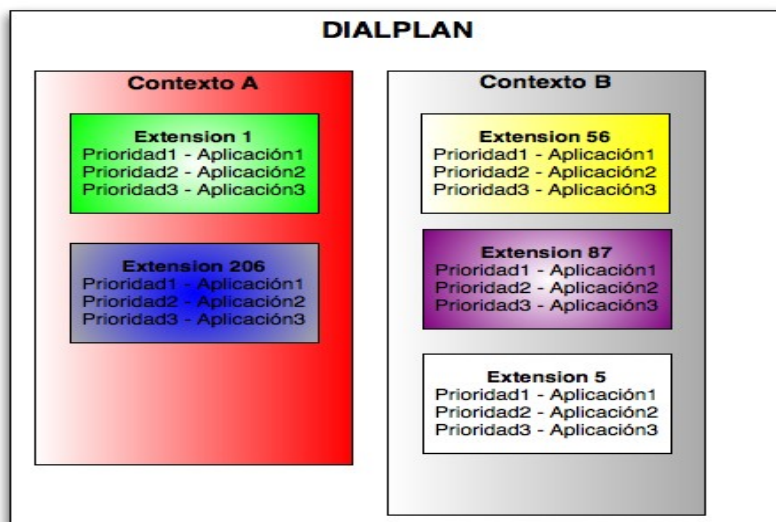 DIALPLAN
Contexto A
Extension 1
Prioridad1 - Aplicación1
Prioridad2 - Aplicación2
Prioridad3 - Aplicación3
Extension 206
Prioridad1 - Aplicación1
Prioridad2 - Aplicación2
Prioridad3 - Aplicación3
Contexto B
Extension 56
Prioridad1 - Aplicación1
Prioridad2 - Aplicación2
Prioridad3 - Aplicación3
Extension 87
Prioridad1 - Aplicación1
Prioridad2 - Aplicación2
Prioridad3 - Aplicación3
Extension 5
Prioridad1 - Aplicación1
Prioridad2 - Aplicación2
Prioridad3 - Aplicación3